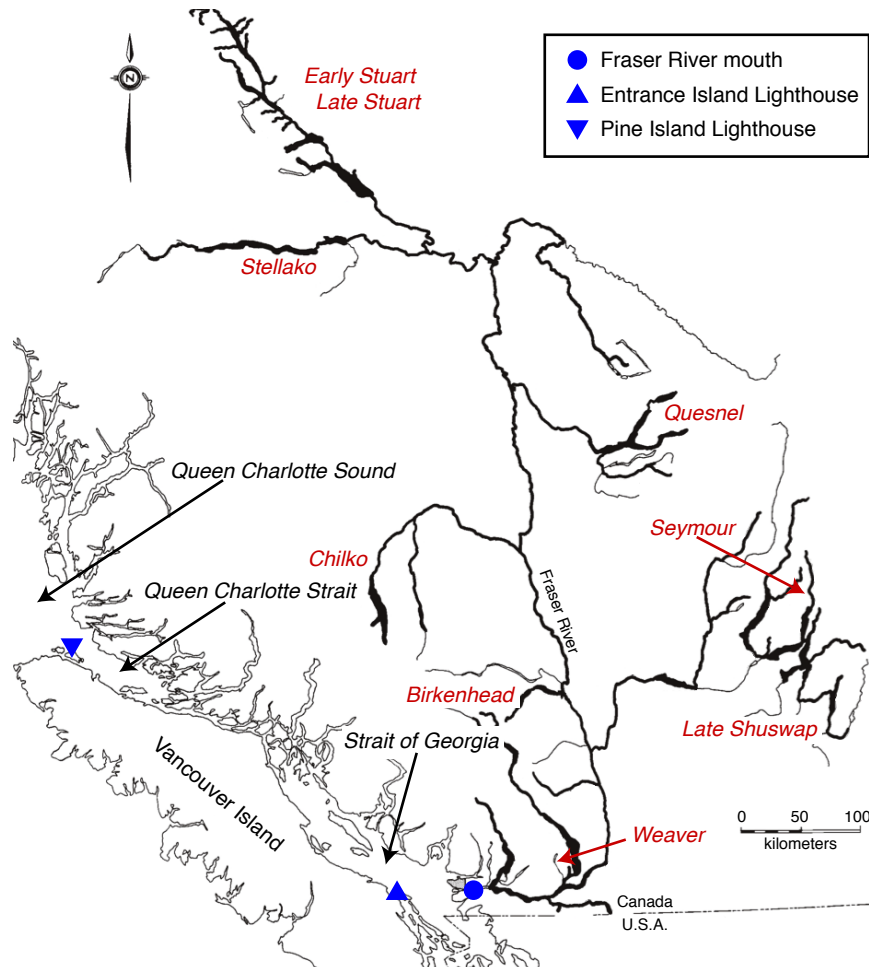 Early Stuart
Late Stuart
Fraser River mouth
Entrance Island Lighthouse
Pine Island Lighthouse
N
Stellako
Quesnel
Queen Charlotte Sound
Seymour
Chilko
Queen Charlotte Strait
Fraser River
Birkenhead
Late Shuswap
Strait of Georgia
Vancouver Island
0 50 100
kilometers
Weaver
Canada
U.S.A.